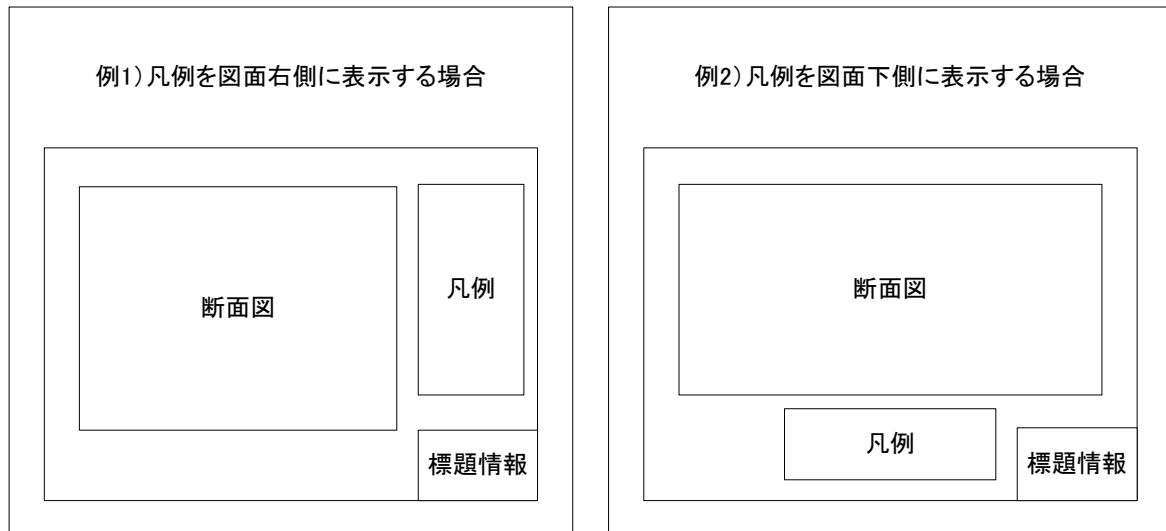 例1)凡例を図面右側に表示する場合
断面図
凡例
標題情報
例2)凡例を図面下側に表示する場合
断面図
凡例
標題情報